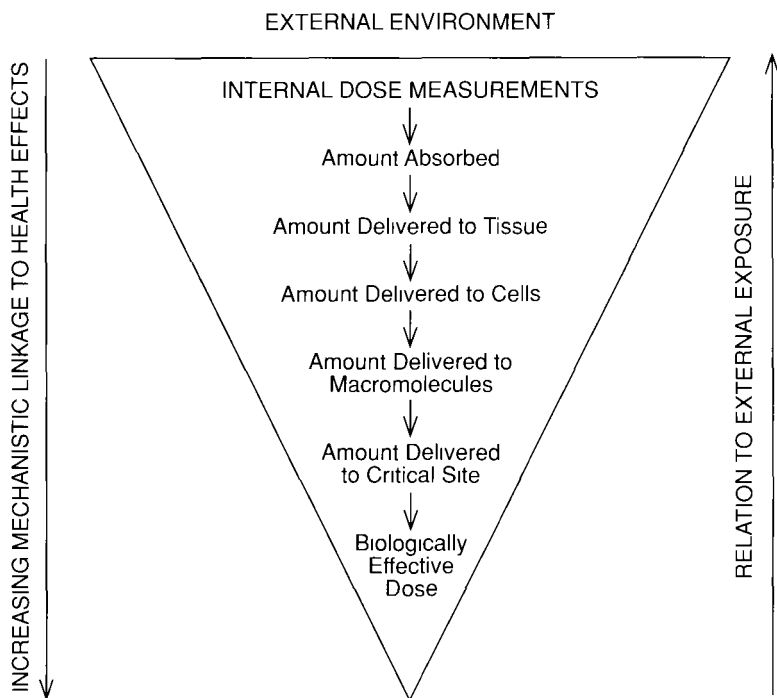 EXTERNAL ENVIRONMENT
INTERNAL DOSE MEASUREMENTS
Amount Absorbed
Amount Delivered to Tissue
Amount Delivered to Cells
Amount Delivered to
Macromolecules
Amount Delivered
to Critical Site
Biologically
Effective
Dose
INCREASING MECHANISTIC LINKAGE TO HEALTH EFFECTS
RELATION TO EXTERNAL EXPOSURE